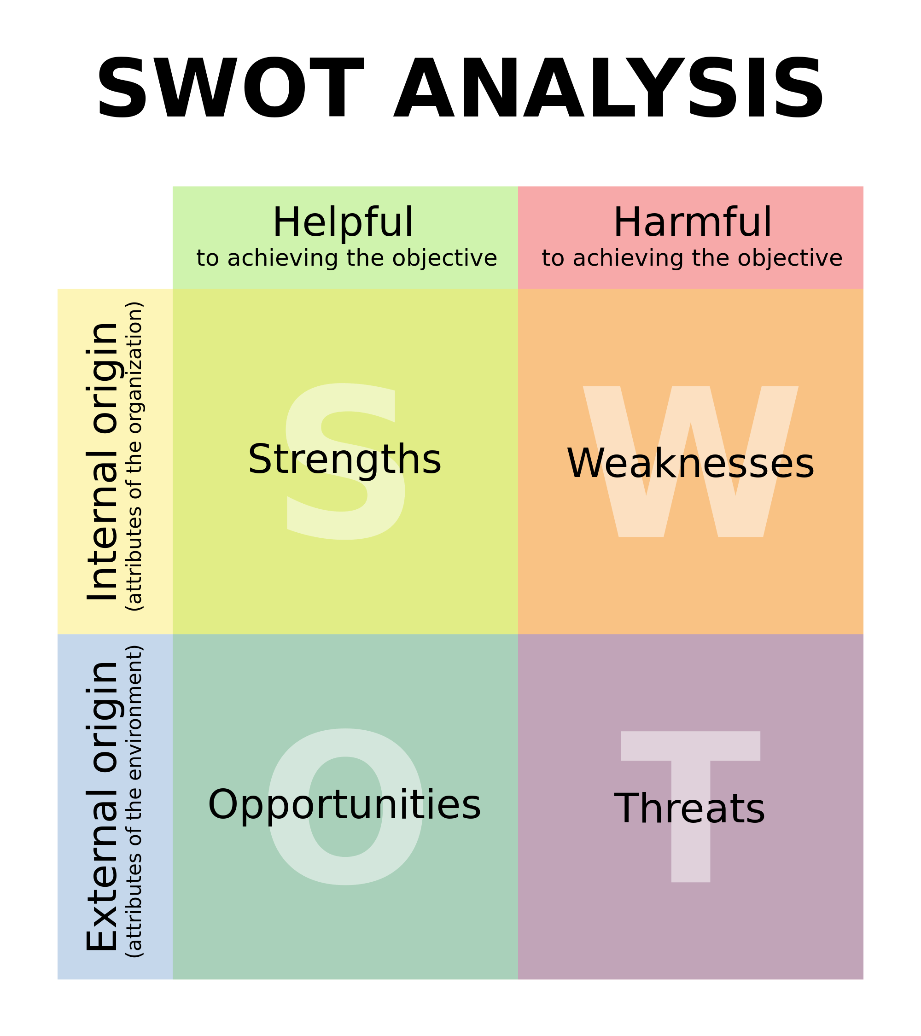 SWOT ANALYSIS
Helpful
to achieving the objective
Harmful
to achieving the objective
Internal origin
(attributes of the organization)
S
Strengths
W
Weaknesses
External origin
(attributes of the environment)
O
Opportunities
T
Threats